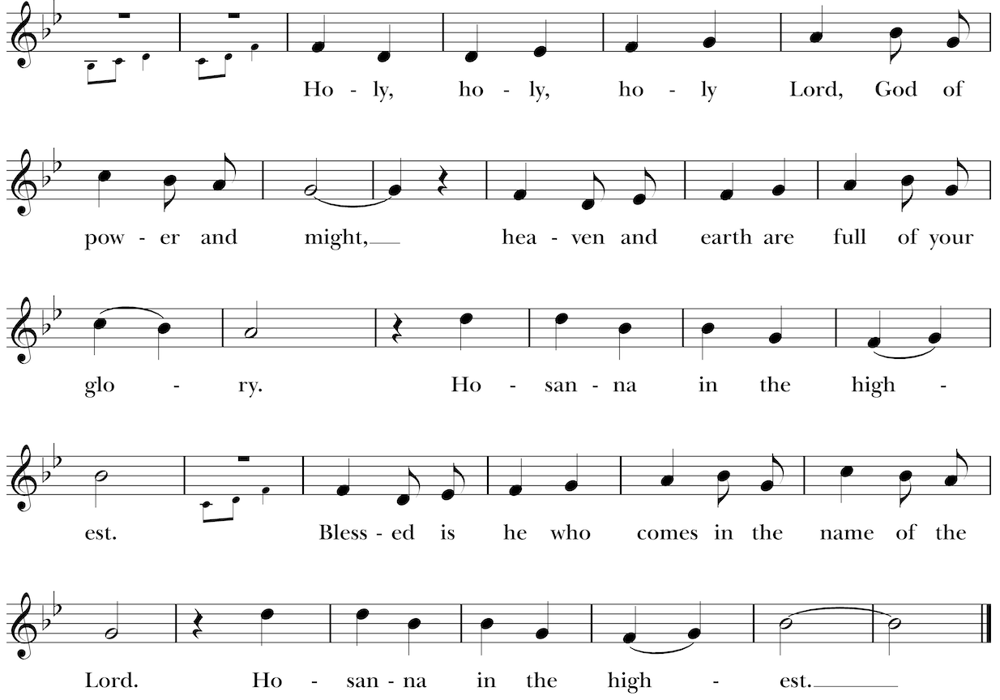 Ho - ly, ho - ly, ho - ly Lord, God of
pow - er and might, hea - ven and earth are full of your
glo - ry. Ho - san - na in the high -
est. Bless - ed is he who comes in the name of the
Lord. Ho - san - na in the high - est.